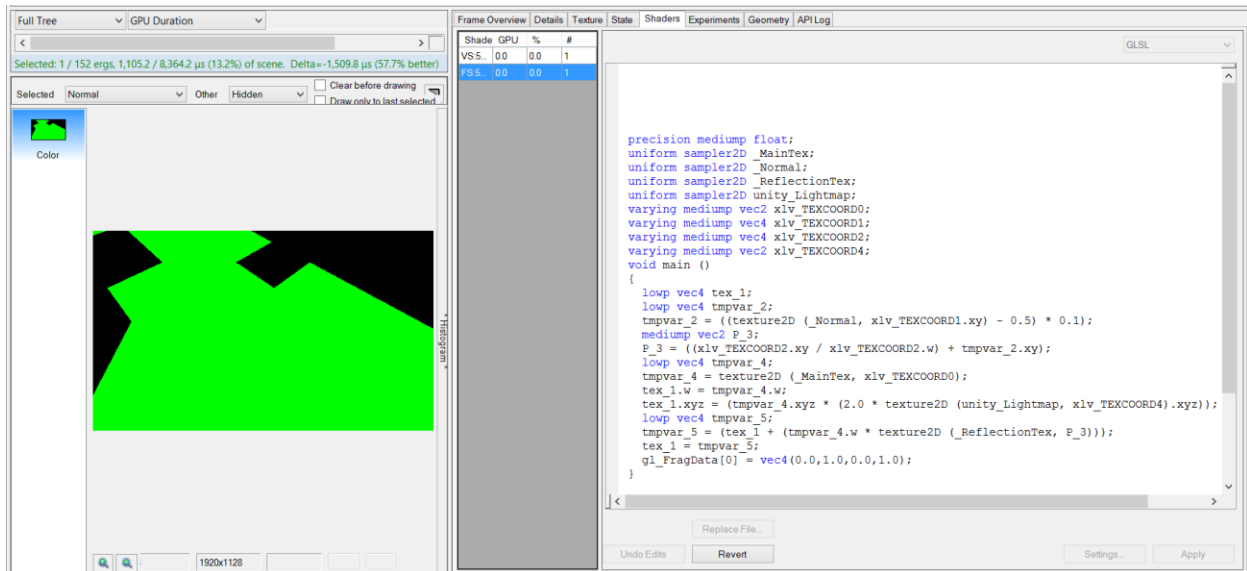 Full Tree
GPU Duration
Selected: 1 / 152 ergs, 1,105.2 / 8,364.2 µs (13.2%) of scene. Delta=-1,509.8 µs (57.7% better)
Selected Normal Other Hidden
Clear before drawing
Draw only to last selected
Color
* Histogram *
1920x1128
Frame Overview Details Texture State Shaders Experiments Geometry API Log
Shade GPU % #
VS:5... 0.0 0.0 1
FS:5... 0.0 0.0 1
GLSL
precision mediump float;
uniform sampler2D _MainTex;
uniform sampler2D _Normal;
uniform sampler2D _ReflectionTex;
uniform sampler2D unity_Lightmap;
varying mediump vec2 xlv_TEXCOORD0;
varying mediump vec4 xlv_TEXCOORD1;
varying mediump vec4 xlv_TEXCOORD2;
varying mediump vec2 xlv_TEXCOORD4;
void main ()
{
lowp vec4 tex_1;
lowp vec4 tmpvar_2;
tmpvar_2 = ((texture2D (_Normal, xlv_TEXCOORD1.xy) - 0.5) * 0.1);
mediump vec2 P_3;
P_3 = ((xlv_TEXCOORD2.xy / xlv_TEXCOORD2.w) + tmpvar_2.xy);
lowp vec4 tmpvar_4;
tmpvar_4 = texture2D (_MainTex, xlv_TEXCOORD0);
tex_1.w = tmpvar_4.w;
tex_1.xyz = (tmpvar_4.xyz * (2.0 * texture2D (unity_Lightmap, xlv_TEXCOORD4).xyz));
lowp vec4 tmpvar_5;
tmpvar_5 = (tex_1 + (tmpvar_4.w * texture2D (_ReflectionTex, P_3)));
tex_1 = tmpvar_5;
gl_FragData[0] = vec4(0.0,1.0,0.0,1.0);
}
Replace File...
Undo Edits Revert Settings... Apply